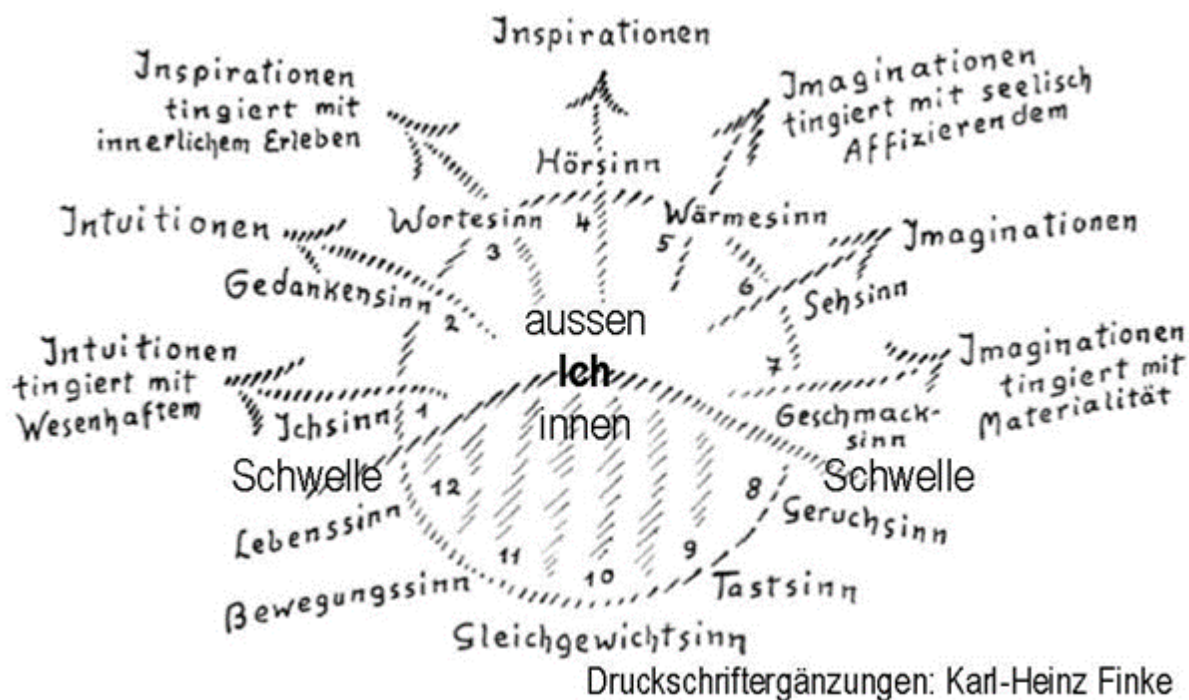 Inspirationen
Inspirationen
tingiert mit
innerlichem Erleben
Imaginationen
tingiert mit seelisch
Affizierendem
Hörsinn
4
Wortesinn
3
Wärmesinn
5
Intuitionen
Gedankensinn
2
Imaginationen
Sehsinn
6
aussen
Ich
innen
Intuitionen
tingiert mit
Wesenhaftem
Ichsinn
1
7
Imaginationen
tingiert mit
Materialität
Geschmack-
sinn
Schwelle
Schwelle
12
Lebenssinn
8
Geruchsinn
11
Bewegungssinn
9
Tastsinn
10
Gleichgewichtsinn
Druckschriftergänzungen: Karl-Heinz Finke